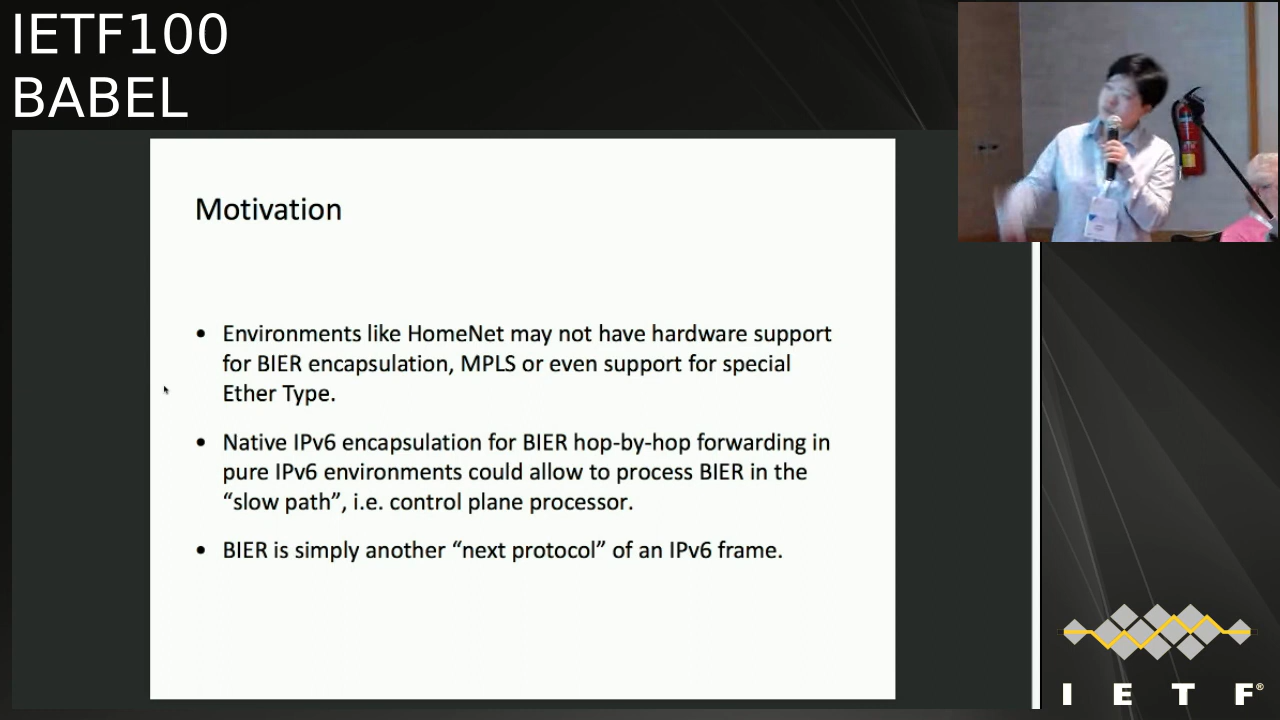 IETF100
BABEL
Motivation
• Environments like HomeNet may not have hardware support
for BIER encapsulation, MPLS or even support for special
Ether Type.
• Native IPv6 encapsulation for BIER hop-by-hop forwarding in
pure IPv6 environments could allow to process BIER in the
“slow path”, i.e. control plane processor.
• BIER is simply another “next protocol” of an IPv6 frame.
I E T F®